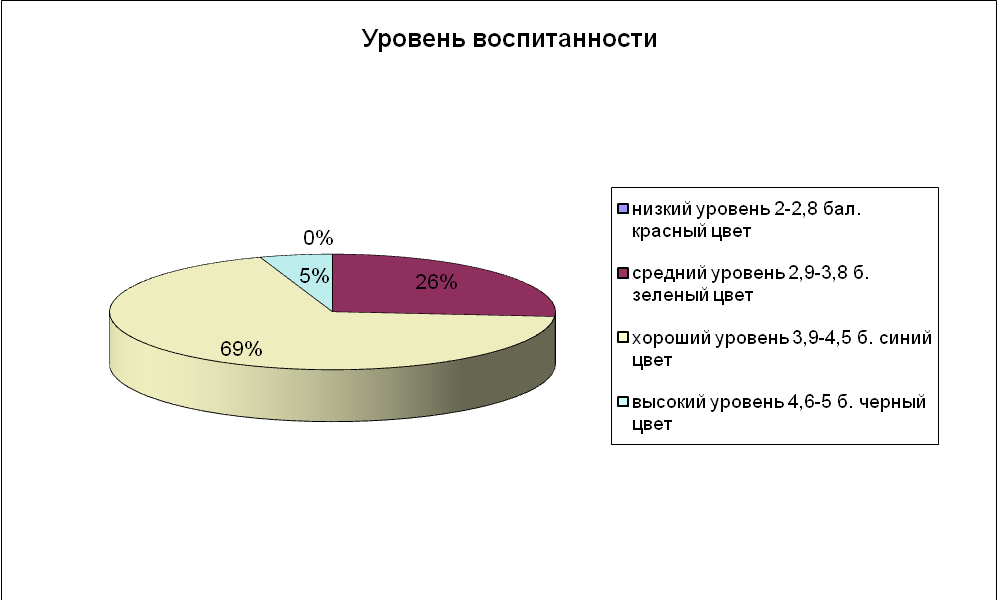 Уровень воспитанности
0%
5%
26%
69%
низкий уровень 2-2,8 бал.
красный цвет
средний уровень 2,9-3,8 б.
зеленый цвет
хороший уровень 3,9-4,5 б. синий
цвет
высокий уровень 4,6-5 б. черный
цвет